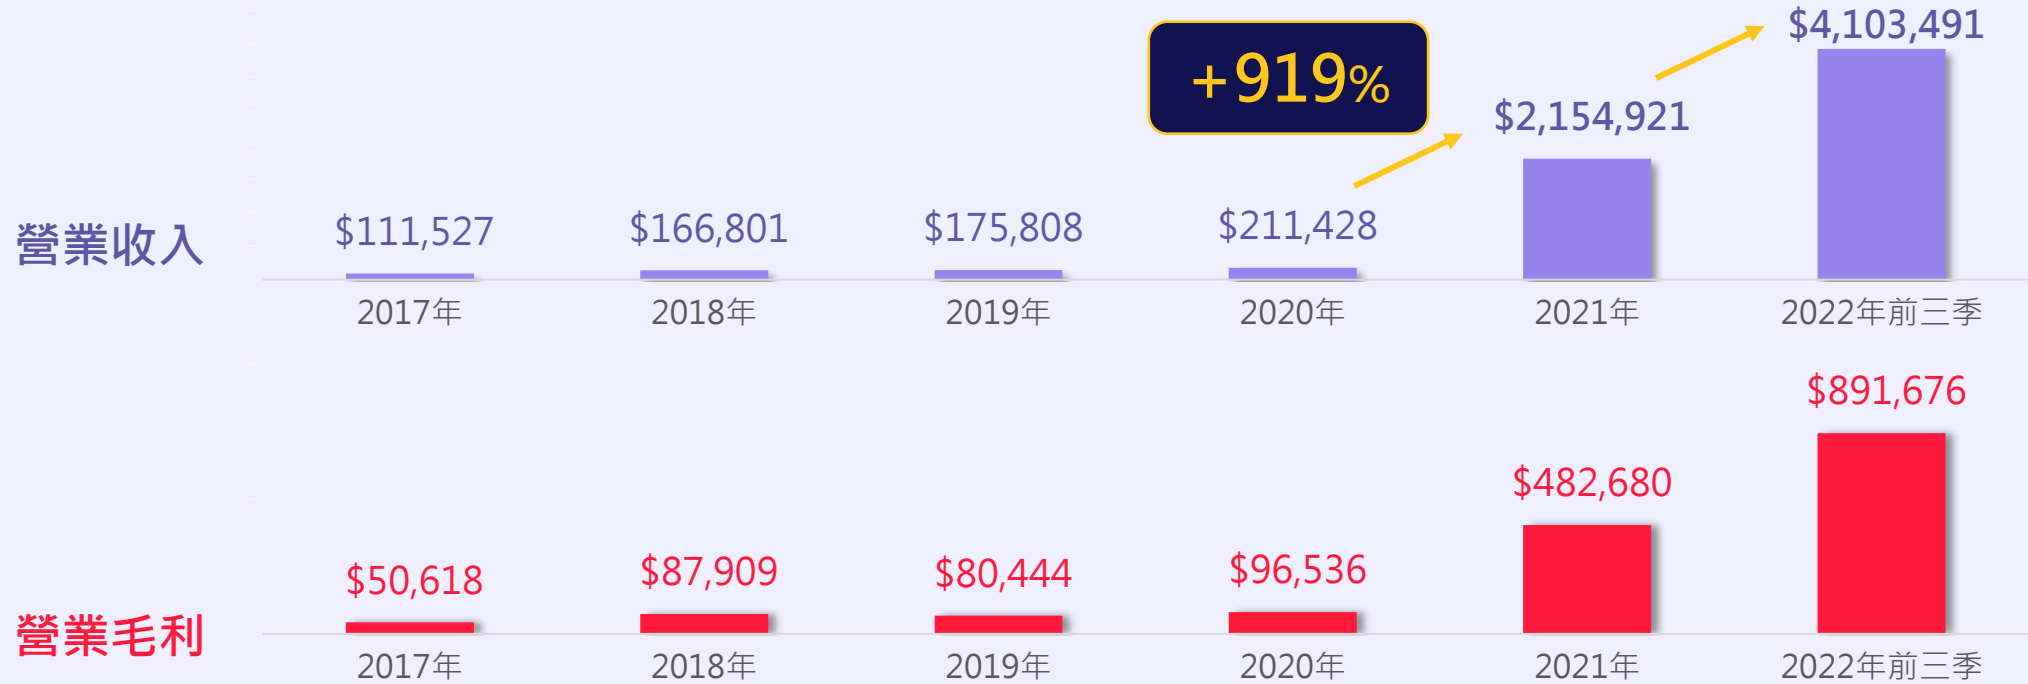 +919%
$4,103,491
$2,154,921
營業收入
$111,527 $166,801 $175,808 $211,428
2017年 2018年 2019年 2020年 2021年 2022年前三季
$891,676
$482,680
營業毛利
$50,618 $87,909 $80,444 $96,536
2017年 2018年 2019年 2020年 2021年 2022年前三季